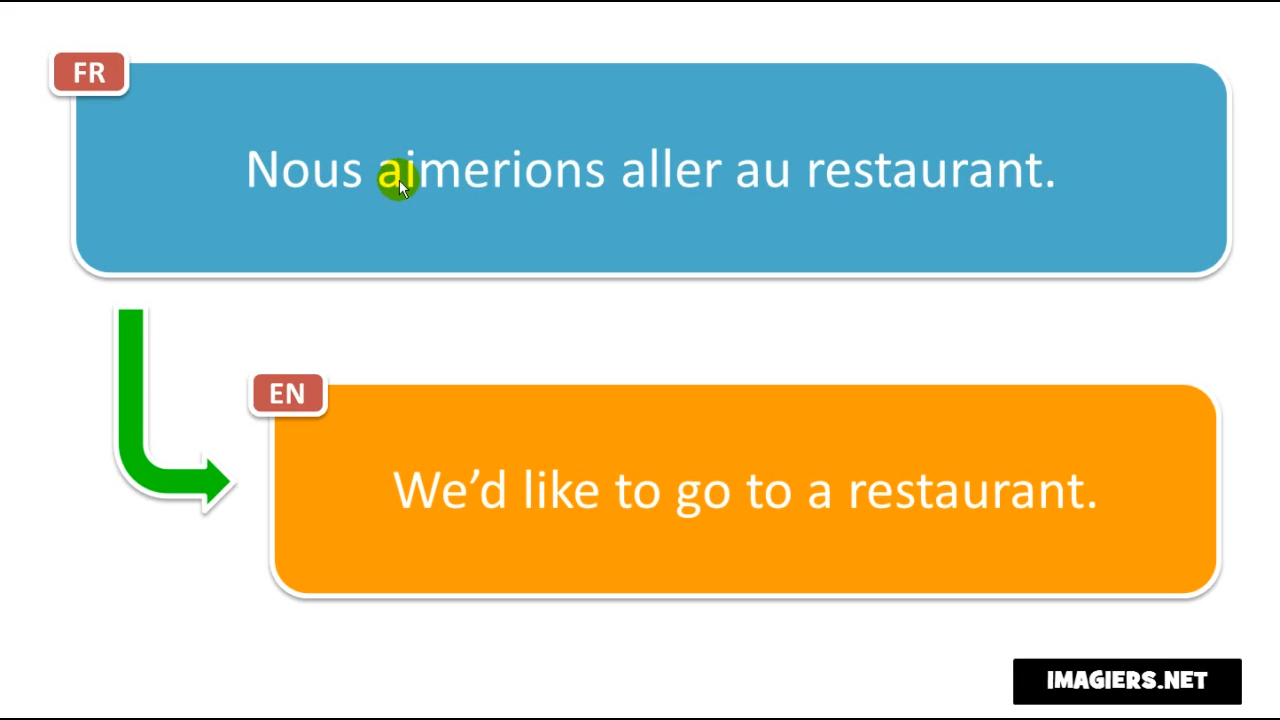 FR
Nous aimerions aller au restaurant.
EN
We’d like to go to a restaurant.
IMAGIERS.NET